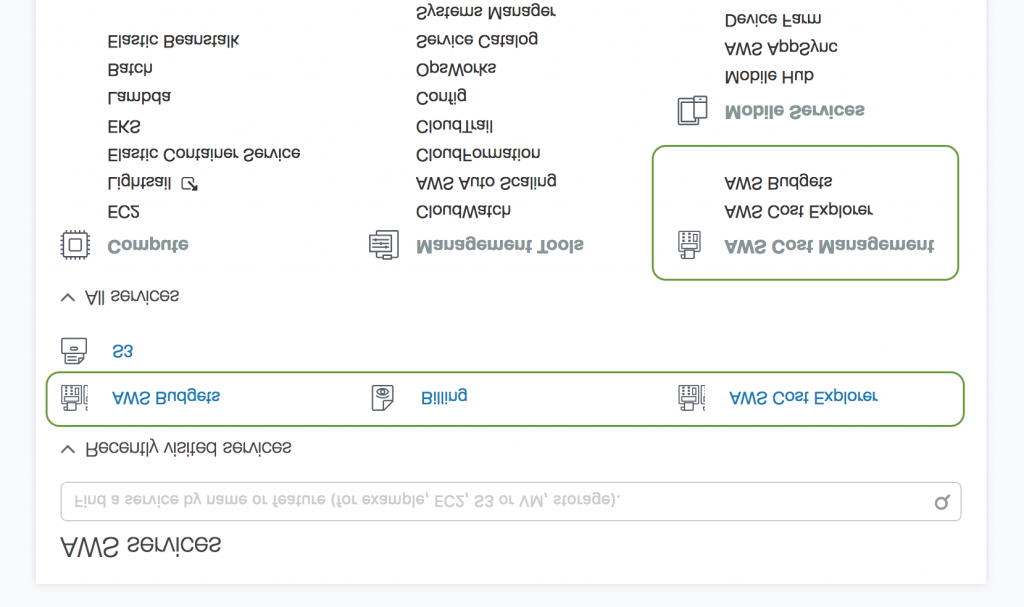 AWS services
Find a service by name or feature (for example, EC2, S3 or VM, storage).
Recently visited services
AWS Budgets
Billing
AWS Cost Explorer
S3
All services
Compute
EC2
Lightsail
Elastic Container Service
EKS
Lambda
Batch
Elastic Beanstalk
Management Tools
CloudWatch
AWS Auto Scaling
CloudFormation
CloudTrail
Config
OpsWorks
Service Catalog
Systems Manager
AWS Cost Management
AWS Cost Explorer
AWS Budgets
Mobile Services
Mobile Hub
AWS AppSync
Device Farm